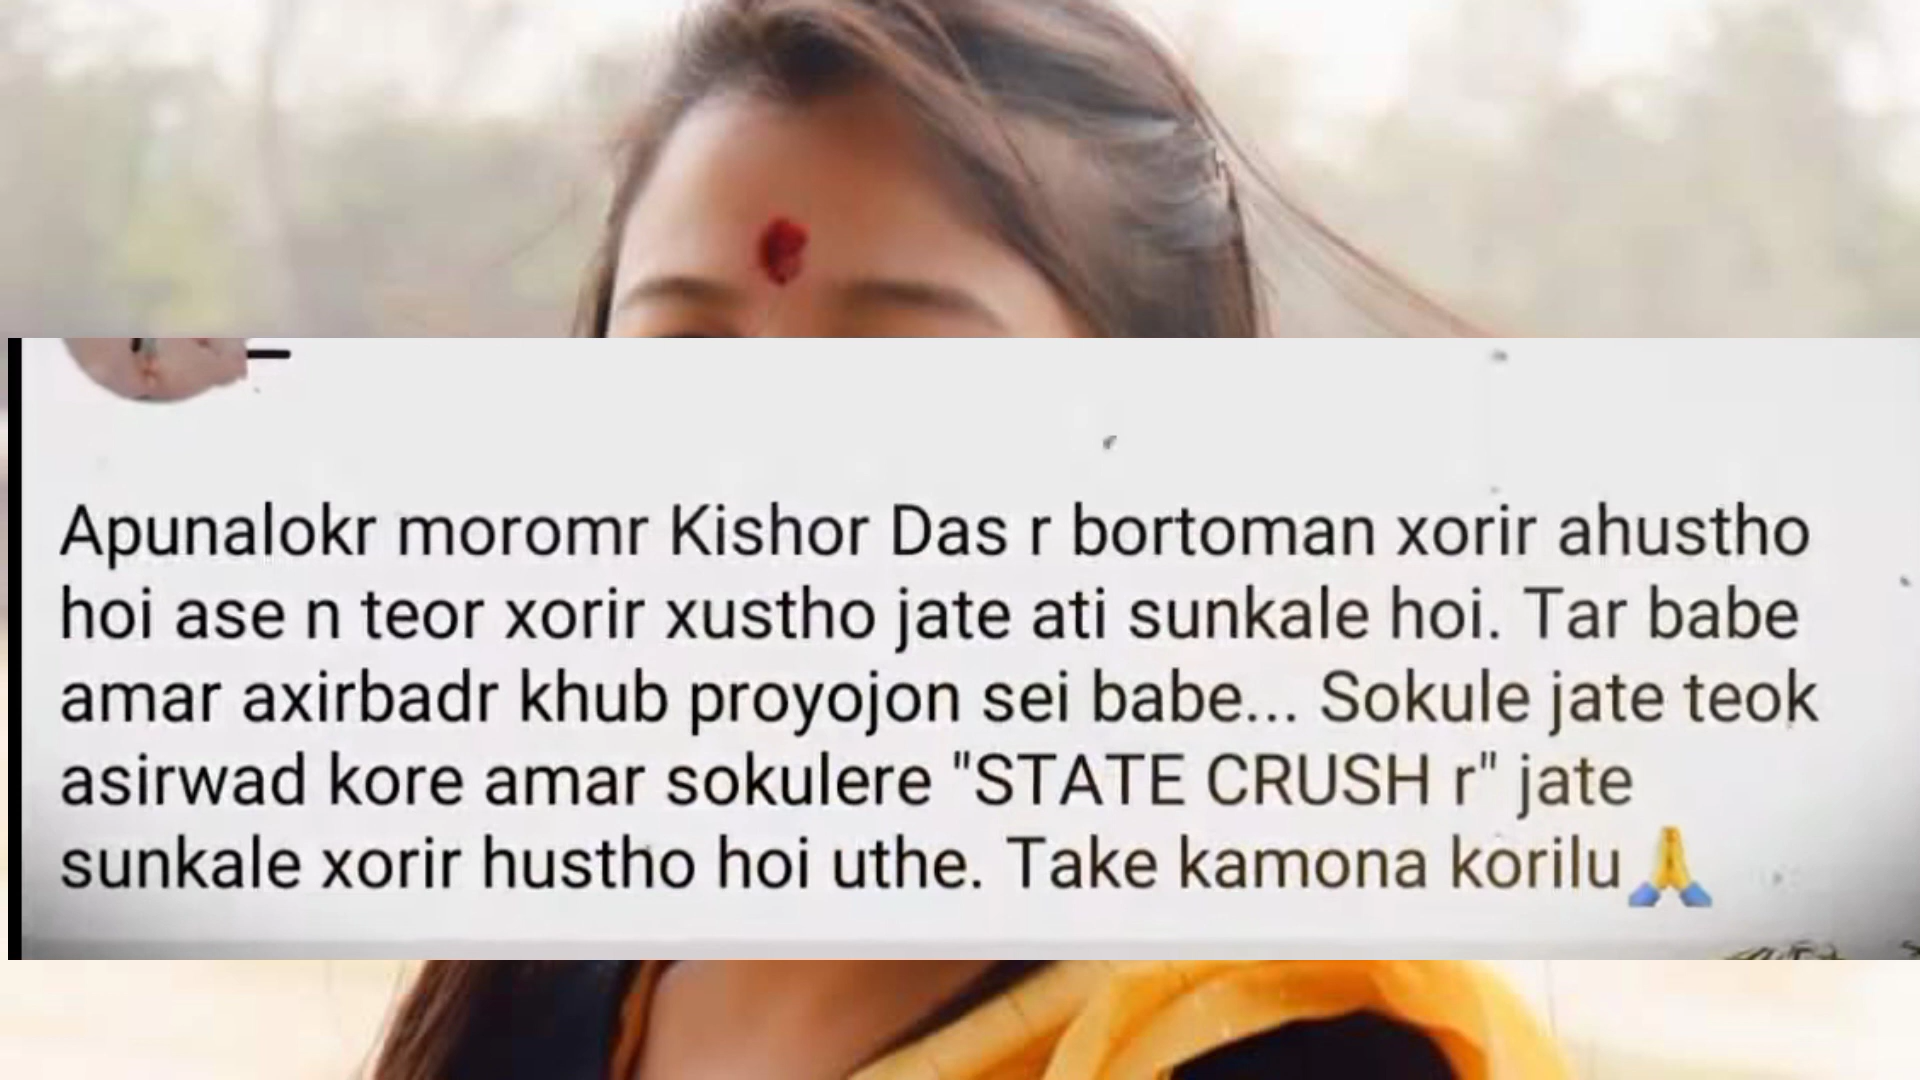 Apunalokr moromr Kishor Das r bortoman xorir ahustho
hoi ase n teor xorir xustho jate ati sunkale hoi. Tar babe
amar axirbadr khub proyojon sei babe... Sokule jate teok
asirwad kore amar sokulere "STATE CRUSH r" jate
sunkale xorir hustho hoi uthe. Take kamona korilu🙏